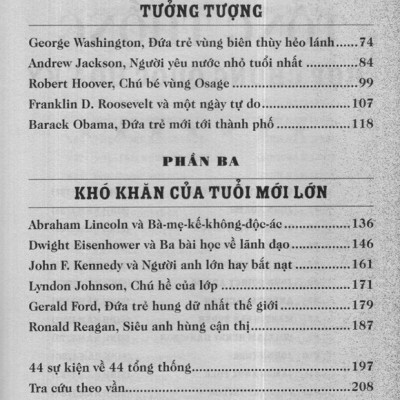 TƯỞNG TƯỢNG
George Washington, Đứa trẻ vùng biên thùy hẻo lánh......74
Andrew Jackson, Người yêu nước nhỏ tuổi nhất..............84
Robert Hoover, Chú bé vùng Osage..............99
Franklin D. Roosevelt và một ngày tự do..............107
Barack Obama, Đứa trẻ mới tới thành phố..............118
PHẦN BA
KHÓ KHĂN CỦA TUỔI MỚI LỚN
Abraham Lincoln và Bà-mẹ-kế-không-độc-ác..............136
Dwight Eisenhower và Ba bài học về lãnh đạo..............146
John F. Kennedy và Người anh lớn hay bắt nạt..............161
Lyndon Johnson, Chú hề của lớp..............171
Gerald Ford, Đứa trẻ hung dữ nhất thế giới..............179
Ronald Reagan, Siêu anh hùng cận thị..............187
44 sự kiện về 44 tổng thống..............197
Tra cứu theo vần..............208